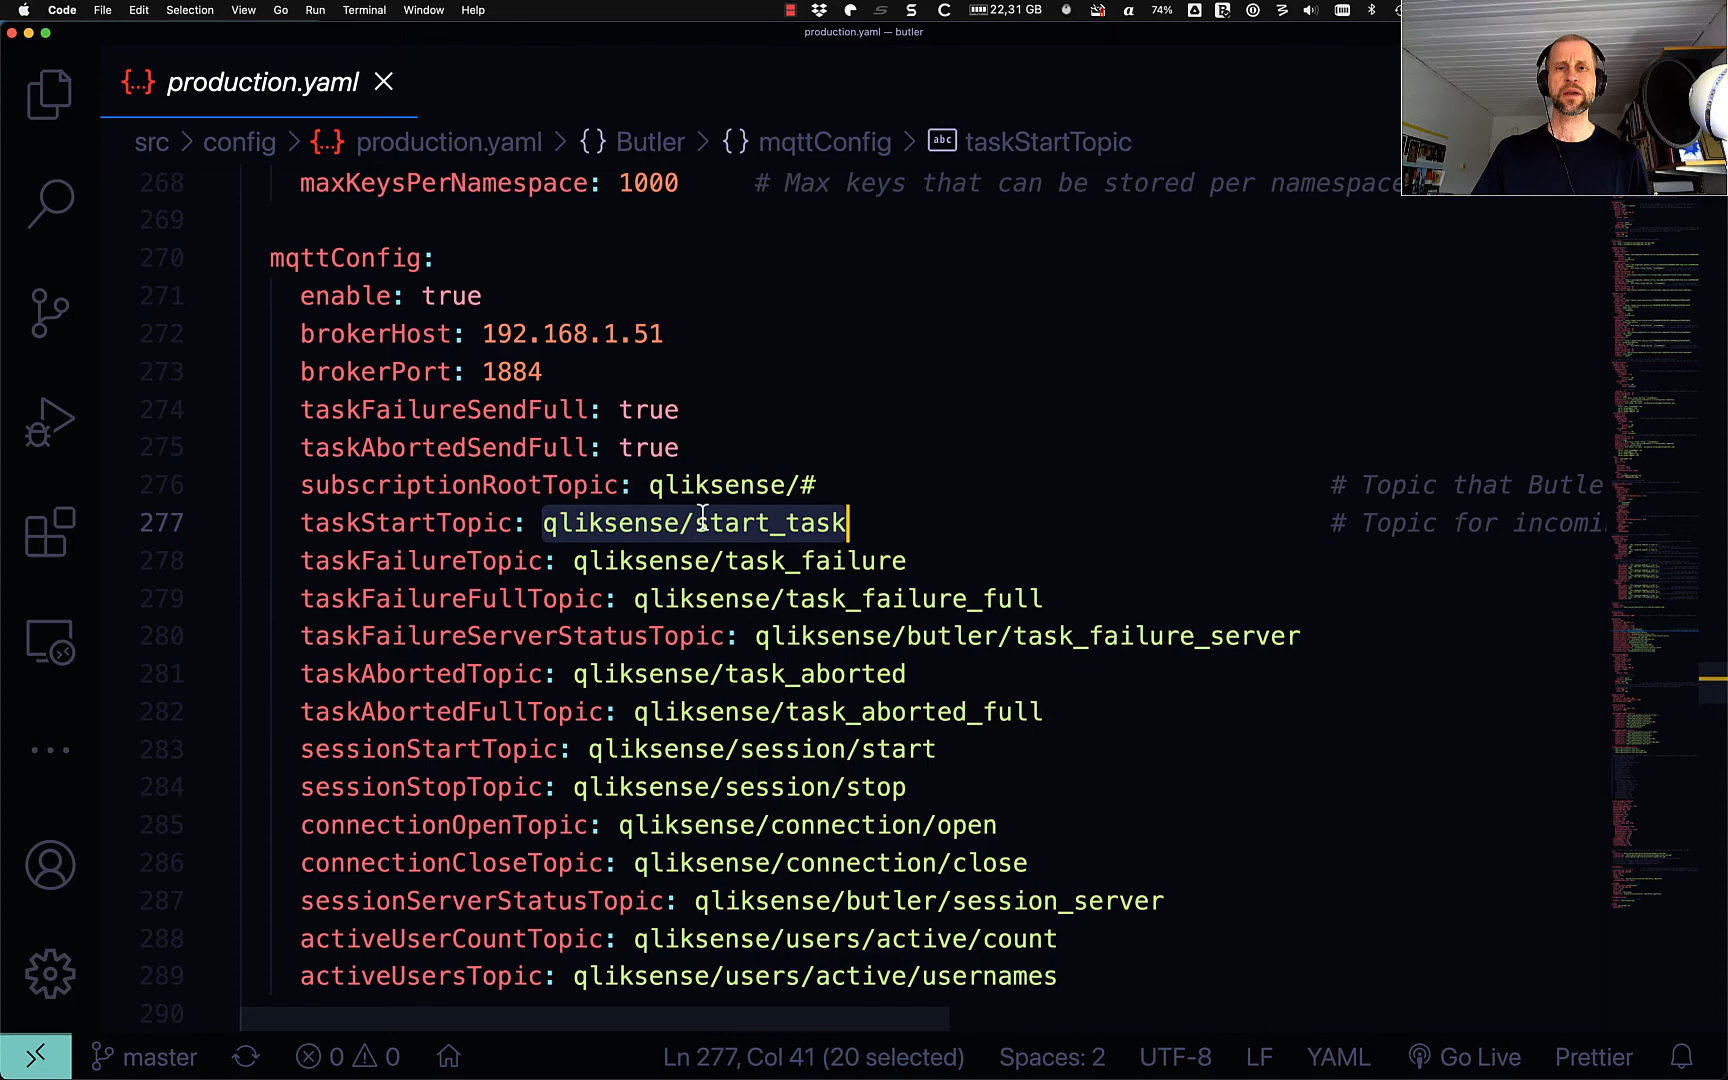 Code File Edit Selection View Go Run Terminal Window Help 22,31 GB 74%
production.yaml — butler
{...} production.yaml
src > config > {...} production.yaml > {} Butler > {} mqttConfig > abc taskStartTopic
268 maxKeysPerNamespace: 1000 # Max keys that can be stored per namespace
269
270 mqttConfig:
271 enable: true
272 brokerHost: 192.168.1.51
273 brokerPort: 1884
274 taskFailureSendFull: true
275 taskAbortedSendFull: true
276 subscriptionRootTopic: qliksense/# # Topic that Butle
277 taskStartTopic: qliksense/start_task # Topic for incomi
278 taskFailureTopic: qliksense/task_failure
279 taskFailureFullTopic: qliksense/task_failure_full
280 taskFailureServerStatusTopic: qliksense/butler/task_failure_server
281 taskAbortedTopic: qliksense/task_aborted
282 taskAbortedFullTopic: qliksense/task_aborted_full
283 sessionStartTopic: qliksense/session/start
284 sessionStopTopic: qliksense/session/stop
285 connectionOpenTopic: qliksense/connection/open
286 connectionCloseTopic: qliksense/connection/close
287 sessionServerStatusTopic: qliksense/butler/session_server
288 activeUserCountTopic: qliksense/users/active/count
289 activeUsersTopic: qliksense/users/active/usernames
290
master 0 0 Ln 277, Col 41 (20 selected) Spaces: 2 UTF-8 LF YAML Go Live Prettier